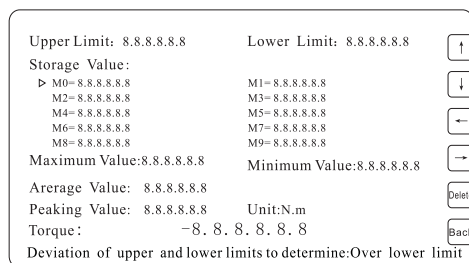 Upper Limit: 8.8.8.8.8.8 Lower Limit: 8.8.8.8.8.8
Storage Value:
M0= 8.8.8.8.8.8 M1= 8.8.8.8.8.8
M2= 8.8.8.8.8.8 M3= 8.8.8.8.8.8
M4= 8.8.8.8.8.8 M5= 8.8.8.8.8.8
M6= 8.8.8.8.8.8 M7= 8.8.8.8.8.8
M8= 8.8.8.8.8.8 M9= 8.8.8.8.8.8
Maximum Value:8.8.8.8.8.8 Minimum Value:8.8.8.8.8.8
Arerage Value: 8.8.8.8.8.8
Peaking Value: 8.8.8.8.8.8 Unit:N.m
Torque: -8.8.8.8.8.8
Deviation of upper and lower limits to determine:Over lower limit
↑
↓
←
→
Delete
Back